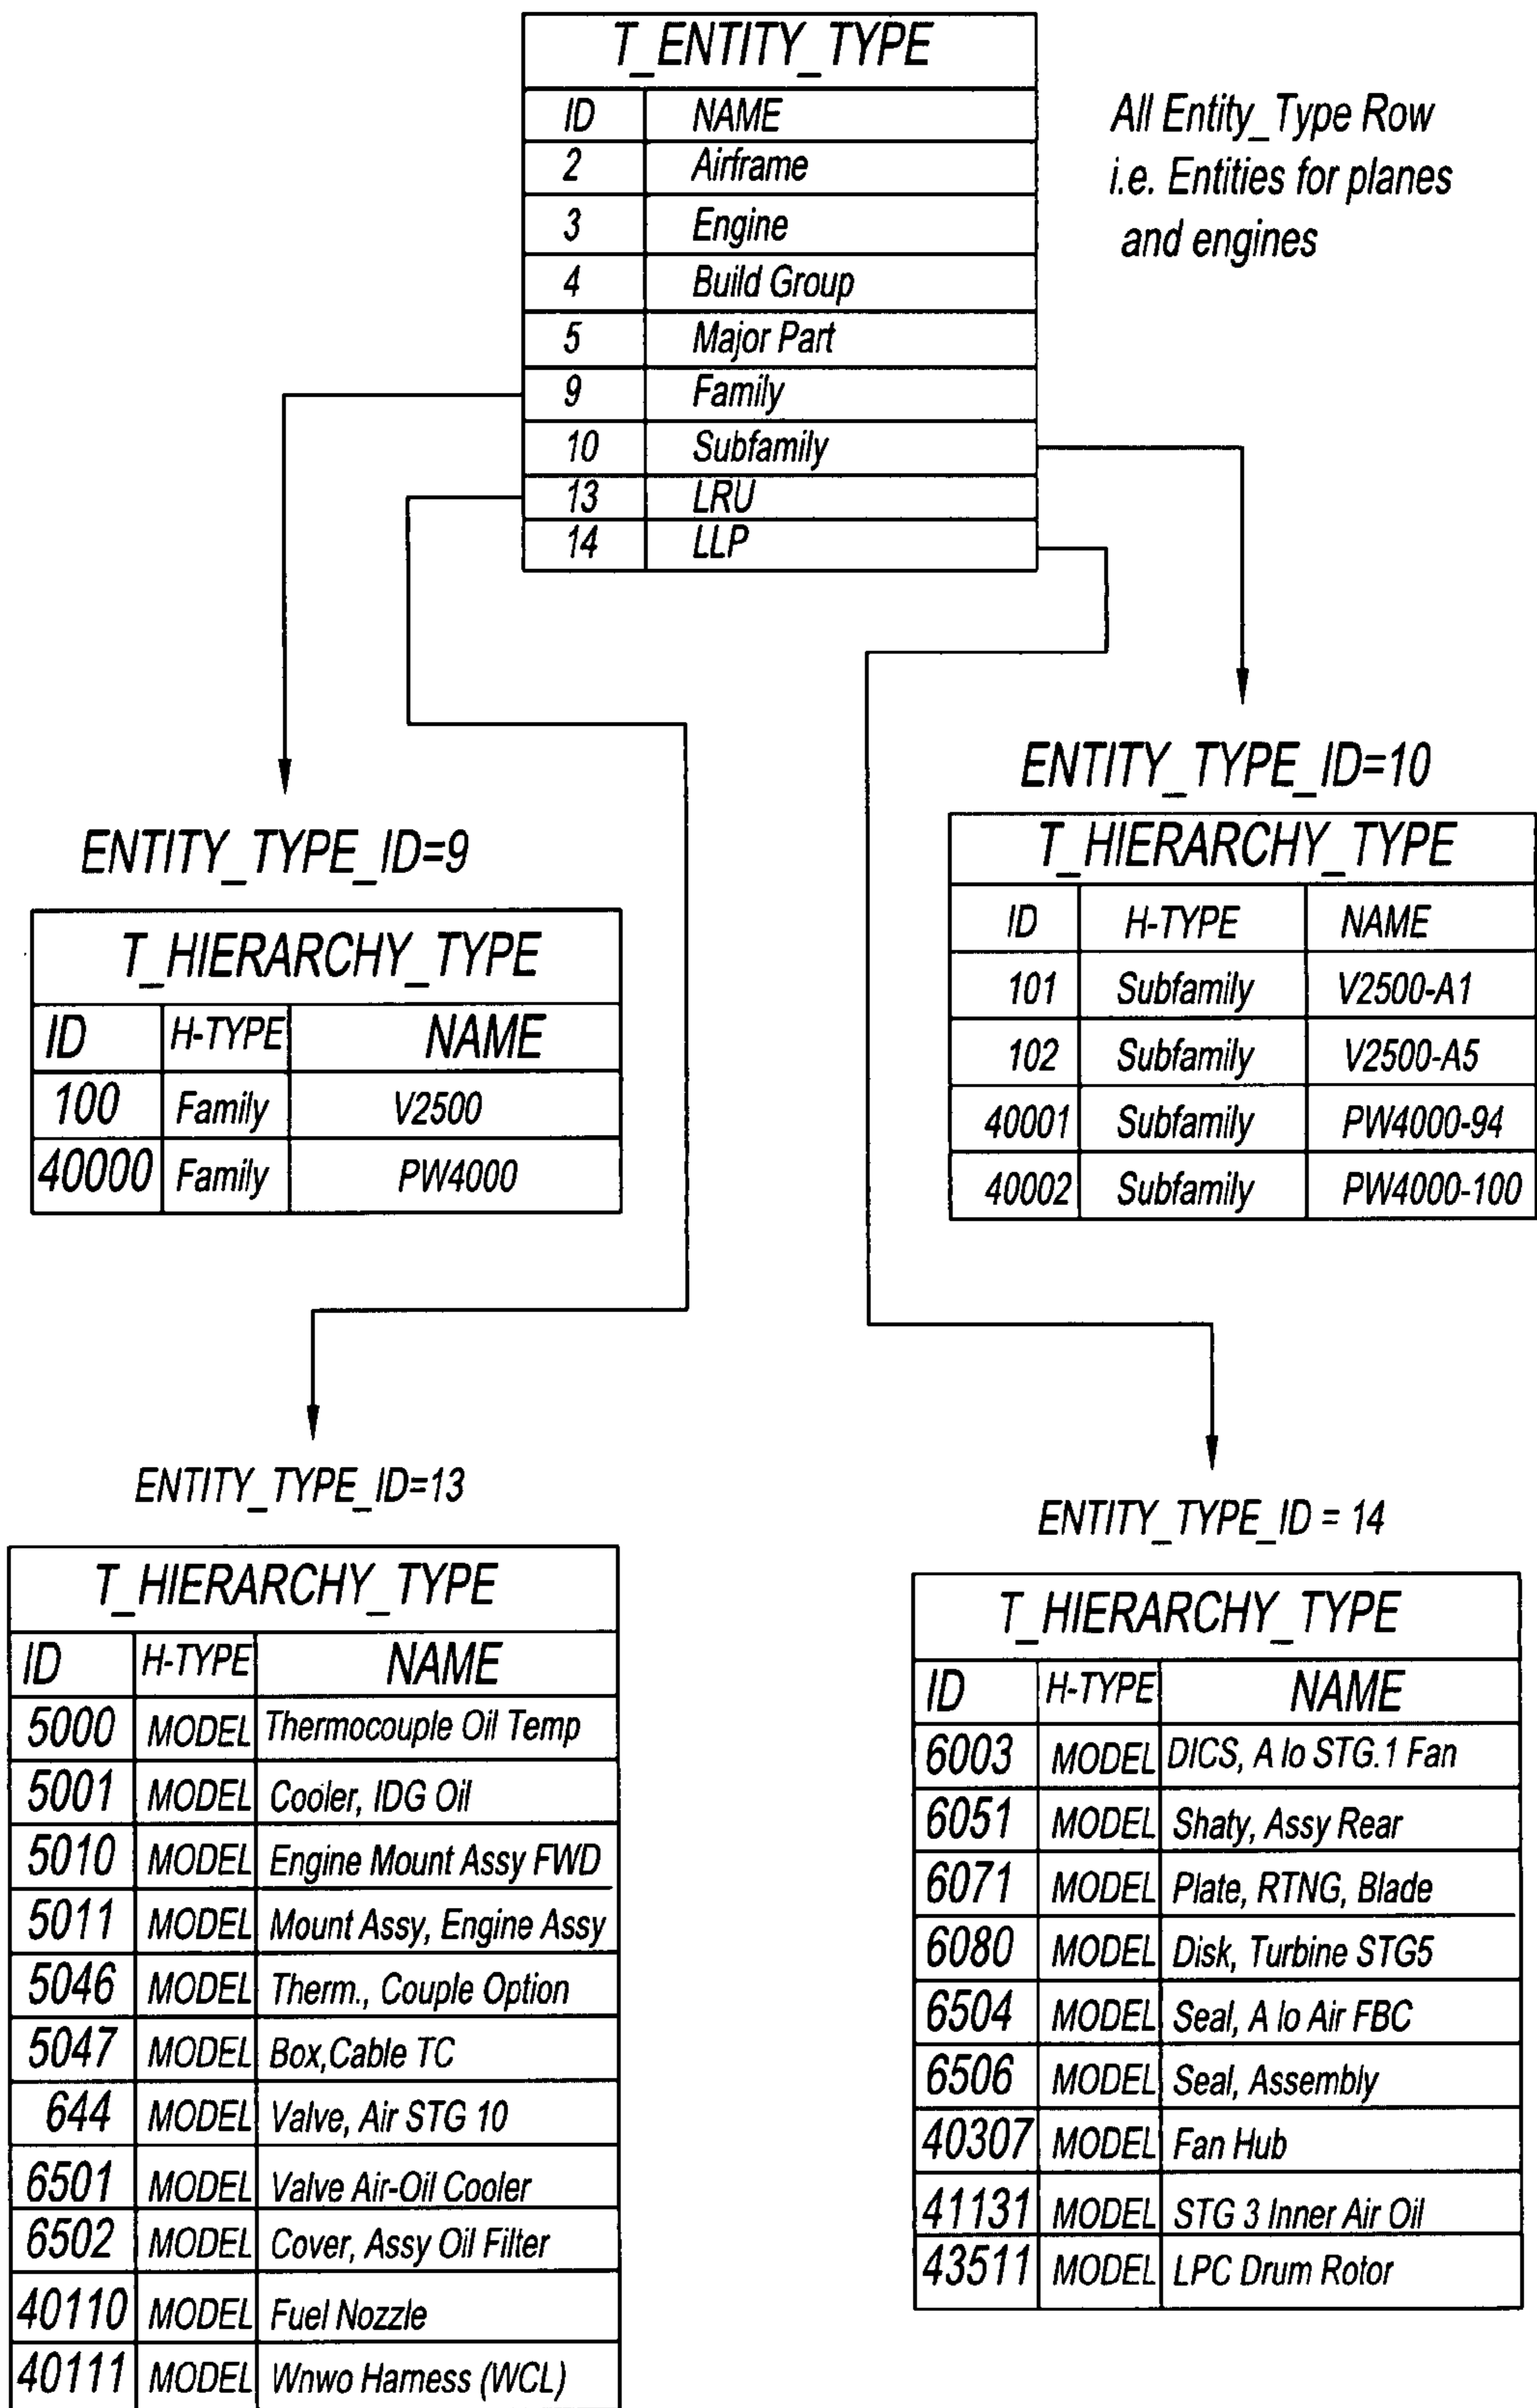 T_ENTITY_TYPE
ID NAME
2 Airframe
3 Engine
4 Build Group
5 Major Part
9 Family
10 Subfamily
13 LRU
14 LLP
All Entity_Type Row
i.e. Entities for planes
and engines
ENTITY_TYPE_ID=9
T_HIERARCHY_TYPE
ID H-TYPE NAME
100 Family V2500
40000 Family PW4000
ENTITY_TYPE_ID=10
T_HIERARCHY_TYPE
ID H-TYPE NAME
101 Subfamily V2500-A1
102 Subfamily V2500-A5
40001 Subfamily PW4000-94
40002 Subfamily PW4000-100
ENTITY_TYPE_ID=13
T_HIERARCHY_TYPE
ID H-TYPE NAME
5000 MODEL Thermocouple Oil Temp
5001 MODEL Cooler, IDG Oil
5010 MODEL Engine Mount Assy FWD
5011 MODEL Mount Assy, Engine Assy
5046 MODEL Therm., Couple Option
5047 MODEL Box,Cable TC
644 MODEL Valve, Air STG 10
6501 MODEL Valve Air-Oil Cooler
6502 MODEL Cover, Assy Oil Filter
40110 MODEL Fuel Nozzle
40111 MODEL Wnwo Harness (WCL)
ENTITY_TYPE_ID = 14
T_HIERARCHY_TYPE
ID H-TYPE NAME
6003 MODEL DICS, A lo STG.1 Fan
6051 MODEL Shaty, Assy Rear
6071 MODEL Plate, RTNG, Blade
6080 MODEL Disk, Turbine STG5
6504 MODEL Seal, A lo Air FBC
6506 MODEL Seal, Assembly
40307 MODEL Fan Hub
41131 MODEL STG 3 Inner Air Oil
43511 MODEL LPC Drum Rotor